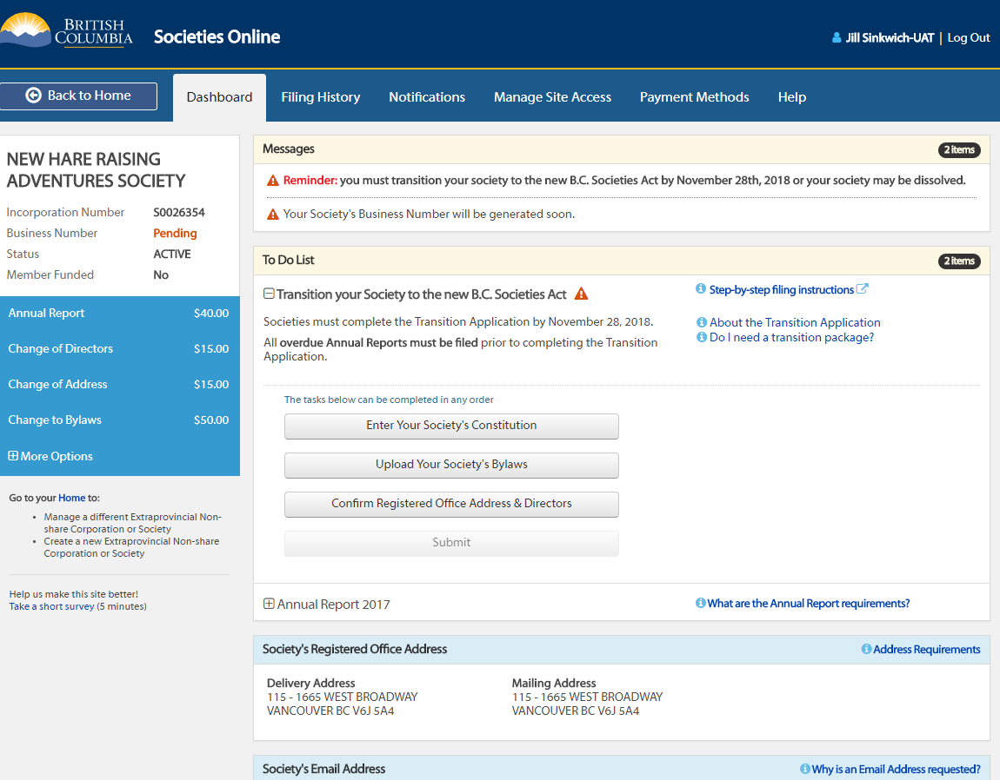 BRITISH
COLUMBIA
Societies Online
Jill Sinkwich-UAT | Log Out
Back to Home
Dashboard
Filing History
Notifications
Manage Site Access
Payment Methods
Help
NEW HARE RAISING
ADVENTURES SOCIETY
Incorporation Number S0026354
Business Number Pending
Status ACTIVE
Member Funded No
Annual Report $40.00
Change of Directors $15.00
Change of Address $15.00
Change to Bylaws $50.00
More Options
Go to your Home to:
• Manage a different Extraprovincial Non-
share Corporation or Society
• Create a new Extraprovincial Non-share
Corporation or Society
Help us make this site better!
Take a short survey (5 minutes)
Messages 2 items
Reminder: you must transition your society to the new B.C. Societies Act by November 28th, 2018 or your society may be dissolved.
Your Society's Business Number will be generated soon.
To Do List 2 items
Transition your Society to the new B.C. Societies Act
Step-by-step filing instructions
Societies must complete the Transition Application by November 28, 2018.
All overdue Annual Reports must be filed prior to completing the Transition
Application.
About the Transition Application
Do I need a transition package?
The tasks below can be completed in any order
Enter Your Society's Constitution
Upload Your Society's Bylaws
Confirm Registered Office Address & Directors
Submit
Annual Report 2017
What are the Annual Report requirements?
Society's Registered Office Address
Address Requirements
Delivery Address
115 - 1665 WEST BROADWAY
VANCOUVER BC V6J 5A4
Mailing Address
115 - 1665 WEST BROADWAY
VANCOUVER BC V6J 5A4
Society's Email Address
Why is an Email Address requested?